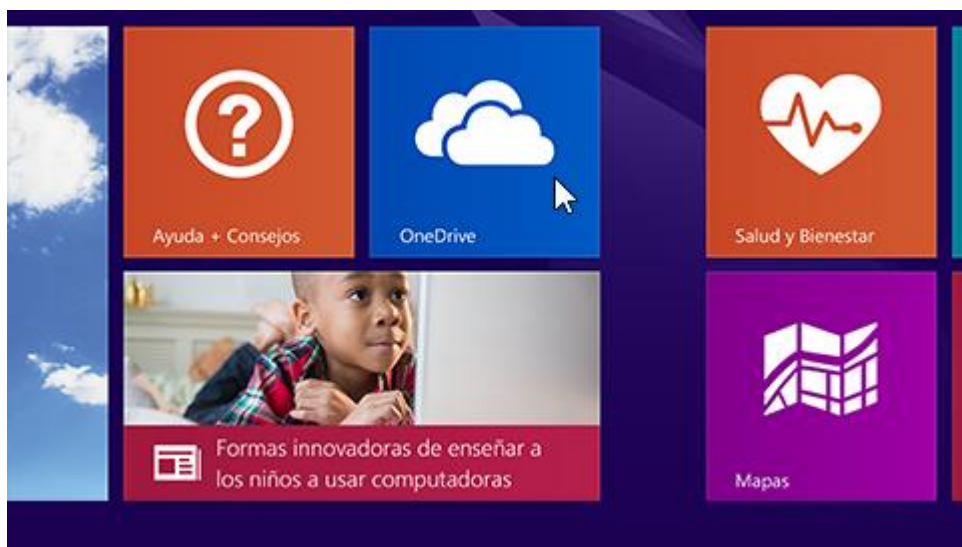 Ayuda + Consejos
OneDrive
Salud y Bienestar
Formas innovadoras de enseñar a
los niños a usar computadoras
Mapas